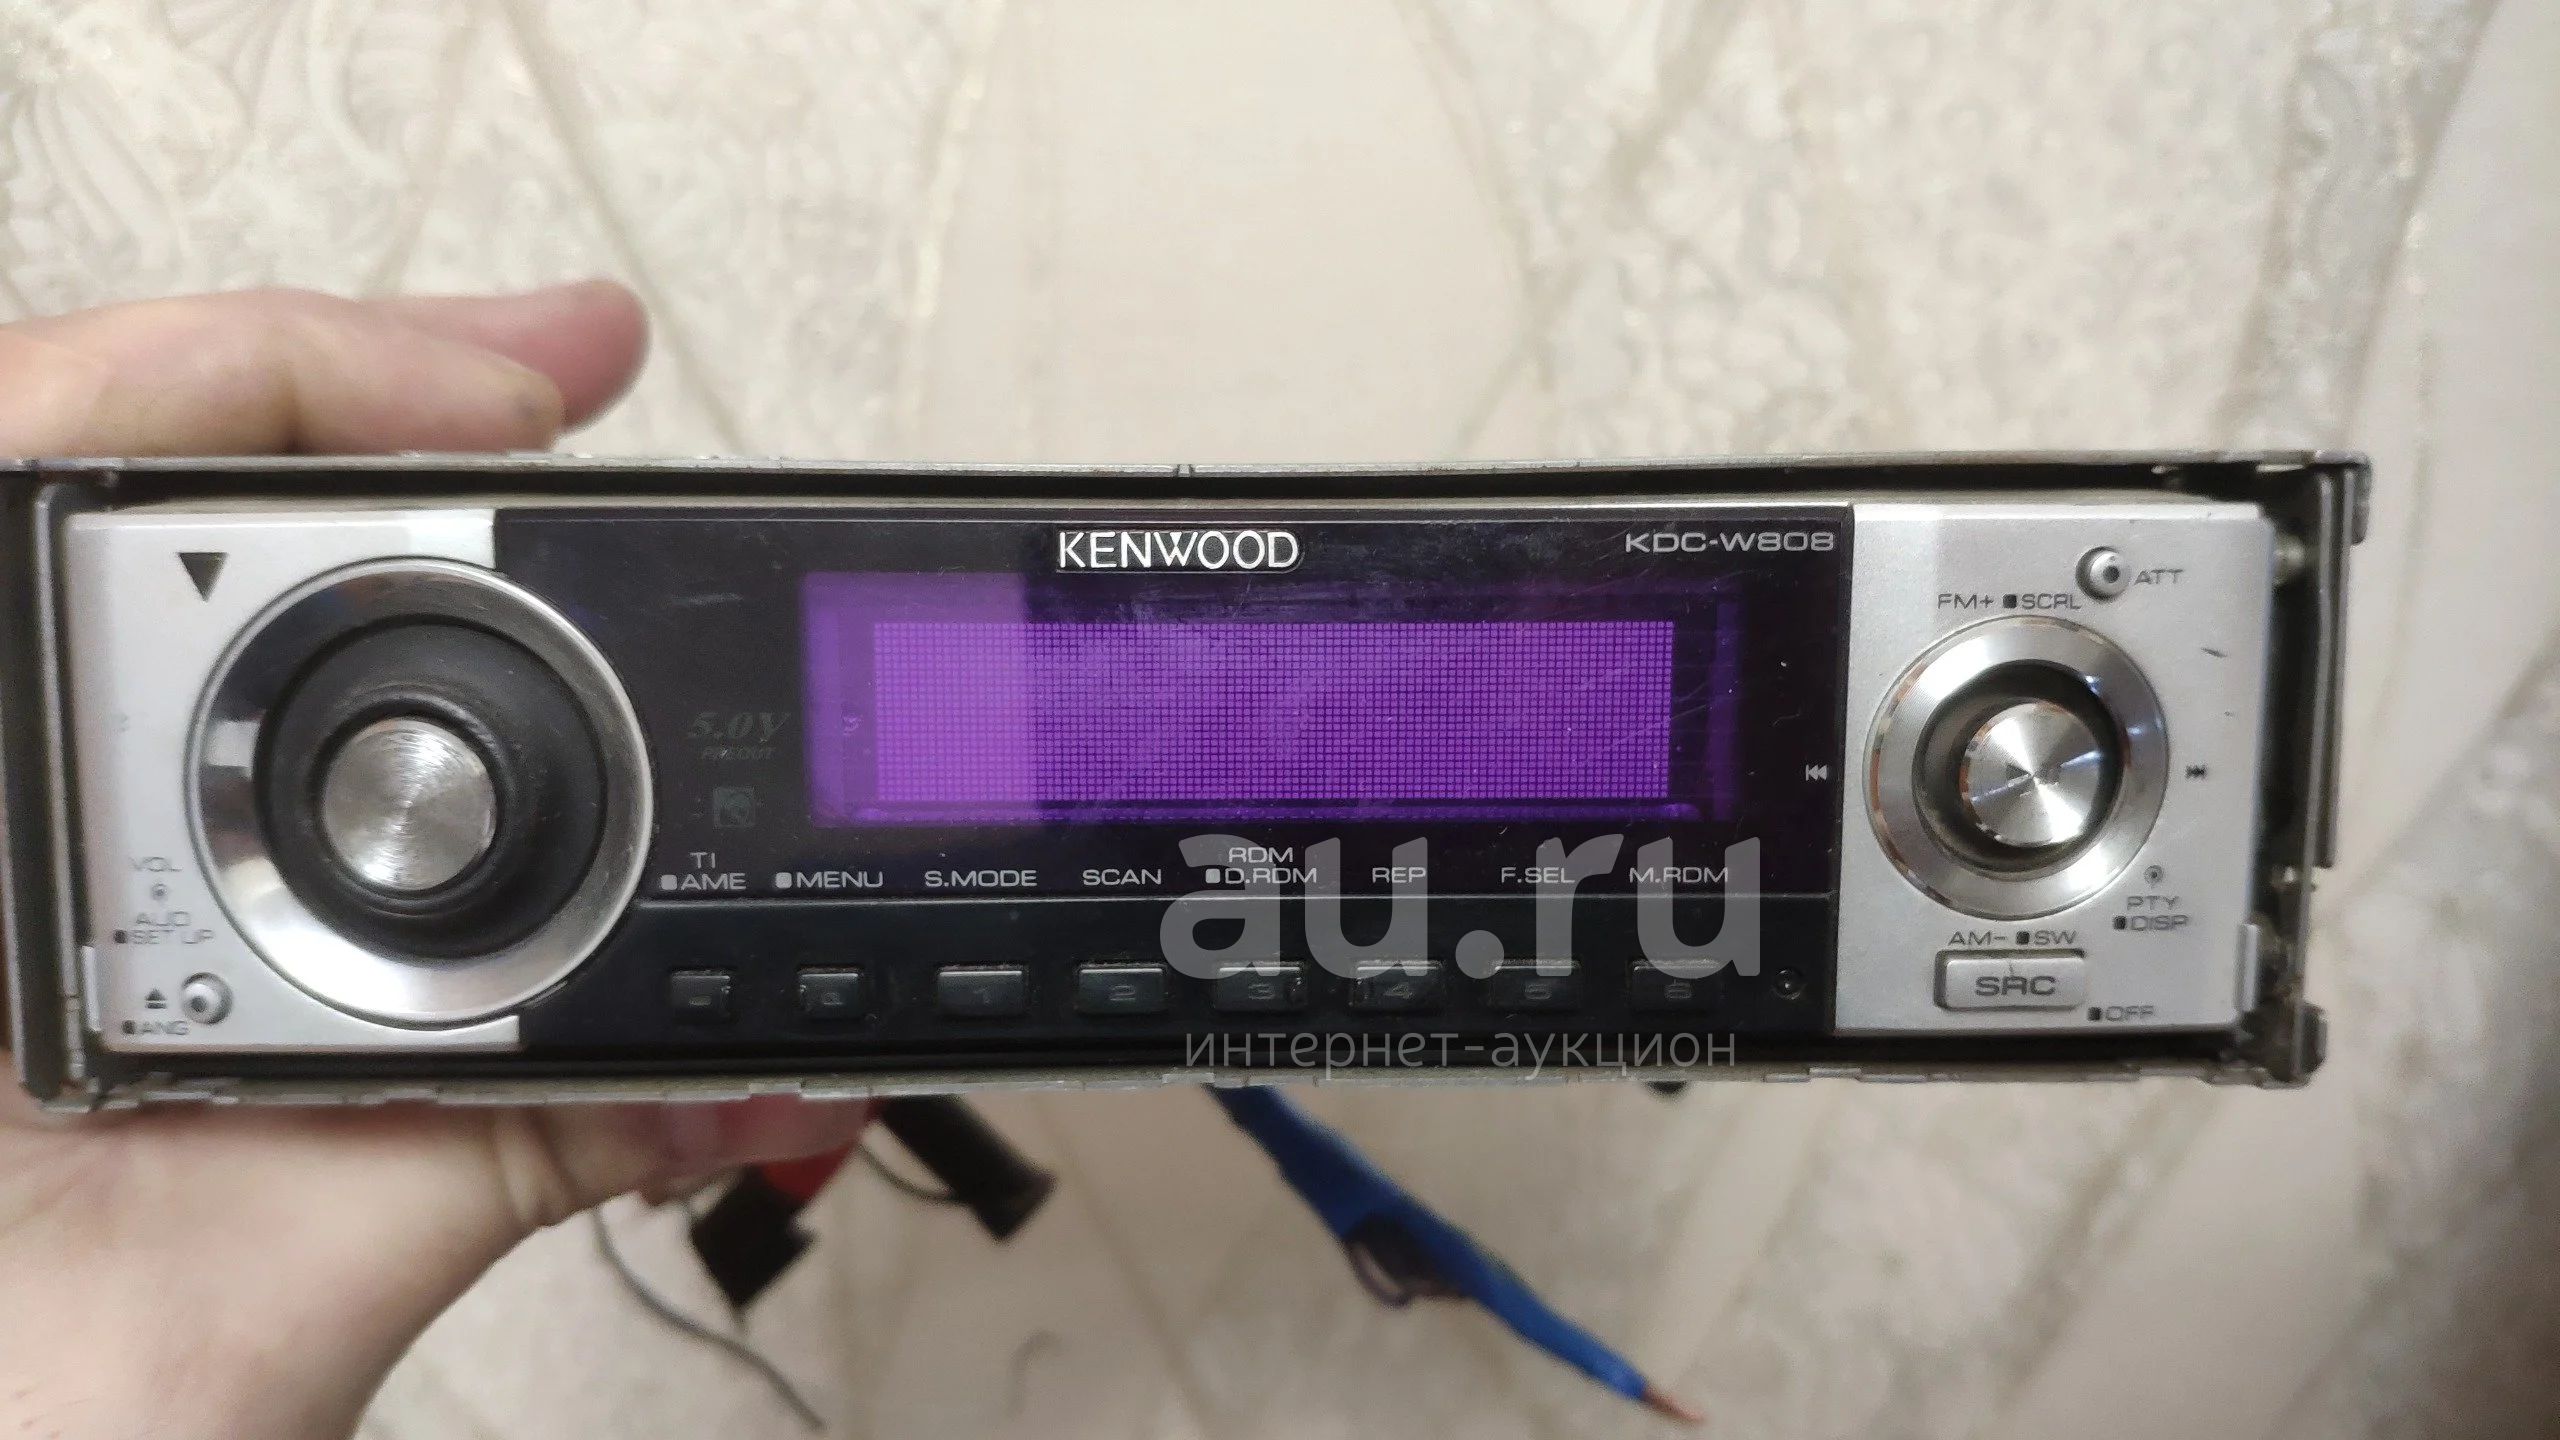 KENWOOD
KDC-W808
ATT
FM+ SCRL
5.0V
PREOUT
TI
AME
MENU
S.MODE
SCAN
RDM
D.RDM
REP
F.SEL
M.RDM
VOL
AUD
SET UP
PTY
DISP
AM- SW
SRC
OFF
ANG
- Q 1 2 3 4 5 6
au.ru
интернет-аукцион